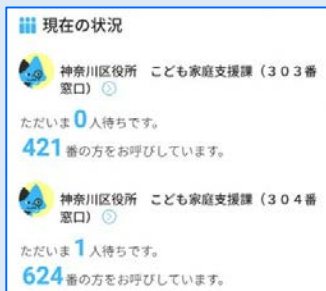 現在の状況
神奈川区役所　こども家庭支援課（３０３番
窓口）
ただいま0人待ちです。
421番の方をお呼びしています。
神奈川区役所　こども家庭支援課（３０４番
窓口）
ただいま1人待ちです。
624番の方をお呼びしています。